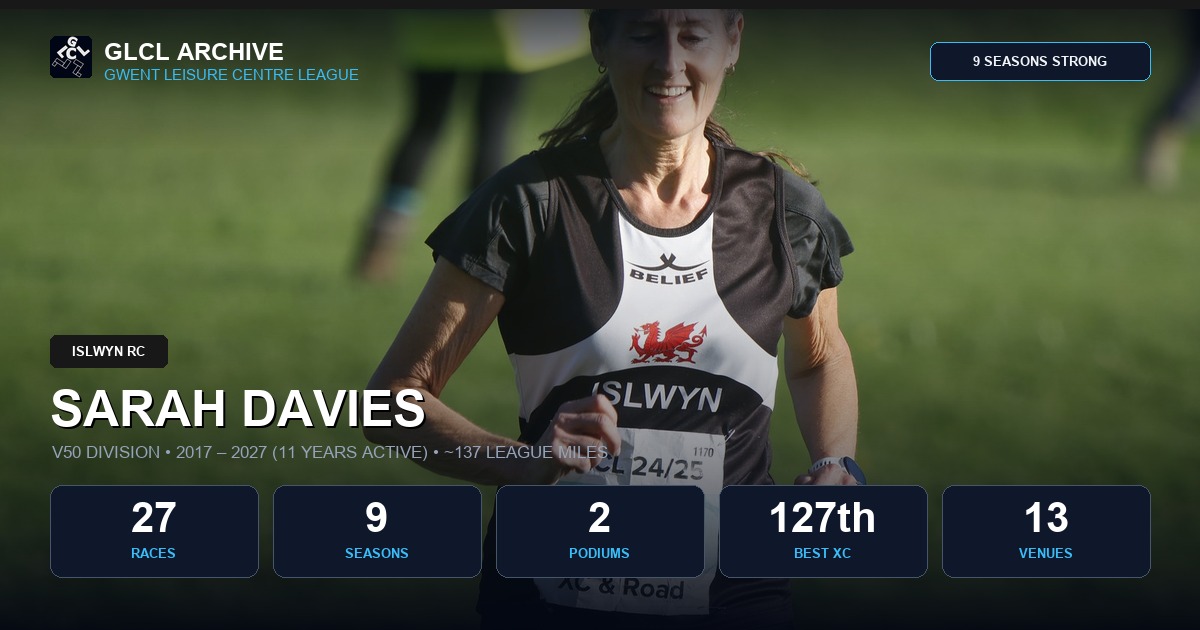 GC
GLCL ARCHIVE
GWENT LEISURE CENTRE LEAGUE
9 SEASONS STRONG
BELIEF
ISLWYN
ISLWYN RC
SARAH DAVIES
V50 DIVISION • 2017 – 2027 (11 YEARS ACTIVE) • ~137 LEAGUE MILES
1170
24/25
27
RACES
9
SEASONS
2
PODIUMS
127th
BEST XC
13
VENUES
XC & Road